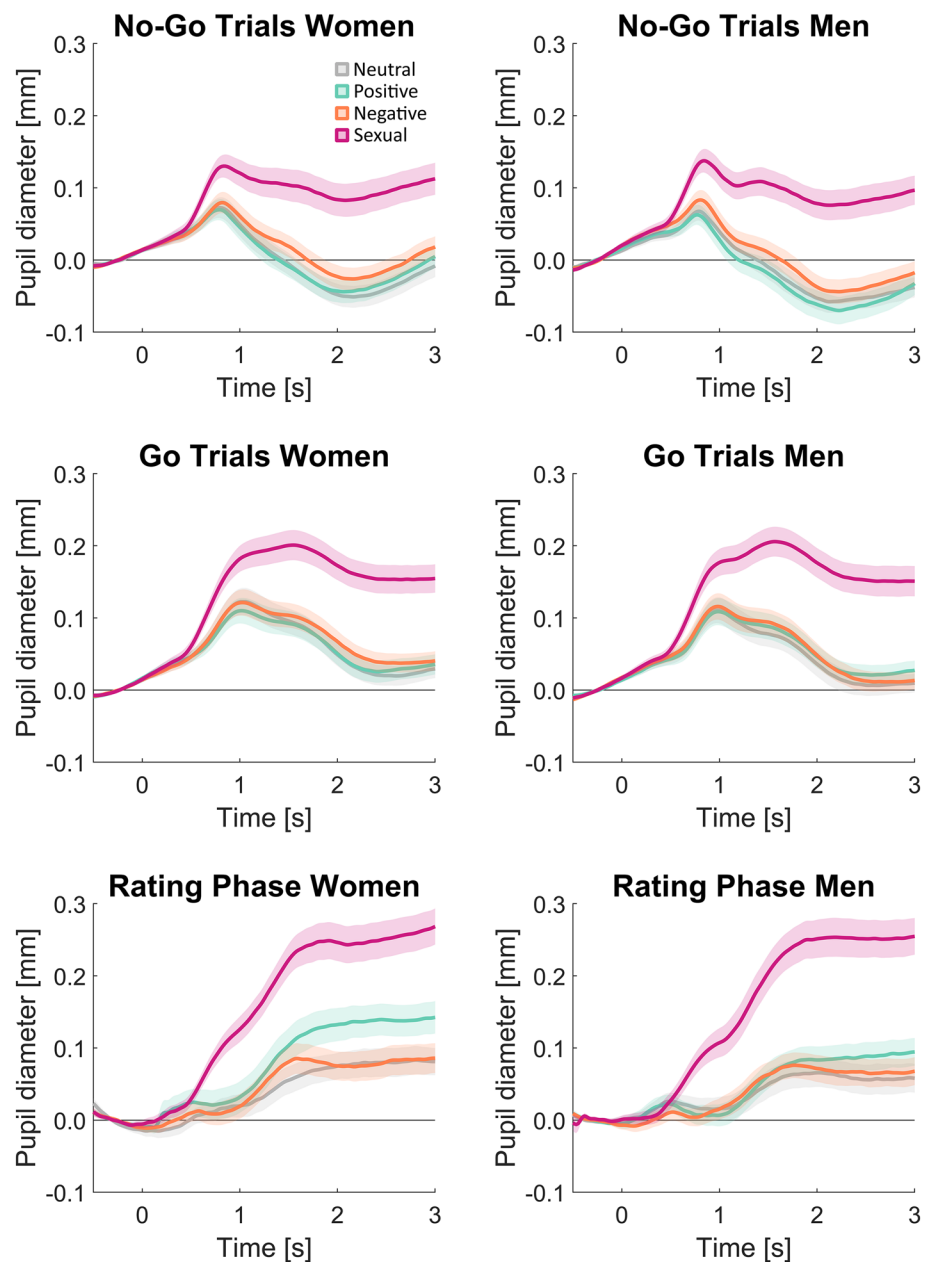 No-Go Trials Women
0.3
0.2
0.1
0.0
-0.1
Pupil diameter [mm]
Neutral
Positive
Negative
Sexual
0 1 2 3
Time [s]
No-Go Trials Men
0.3
0.2
0.1
0.0
-0.1
Pupil diameter [mm]
0 1 2 3
Time [s]
Go Trials Women
0.3
0.2
0.1
0.0
-0.1
Pupil diameter [mm]
0 1 2 3
Time [s]
Go Trials Men
0.3
0.2
0.1
0.0
-0.1
Pupil diameter [mm]
0 1 2 3
Time [s]
Rating Phase Women
0.3
0.2
0.1
0.0
-0.1
Pupil diameter [mm]
0 1 2 3
Time [s]
Rating Phase Men
0.3
0.2
0.1
0.0
-0.1
Pupil diameter [mm]
0 1 2 3
Time [s]